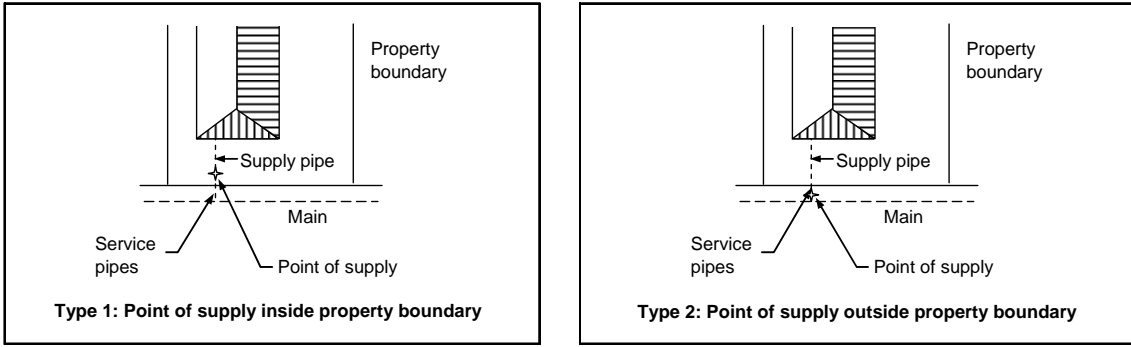 Property
boundary
Supply pipe
Main
Service
pipes
Point of supply
Type 1: Point of supply inside property boundary
Property
boundary
Supply pipe
Main
Service
pipes
Point of supply
Type 2: Point of supply outside property boundary